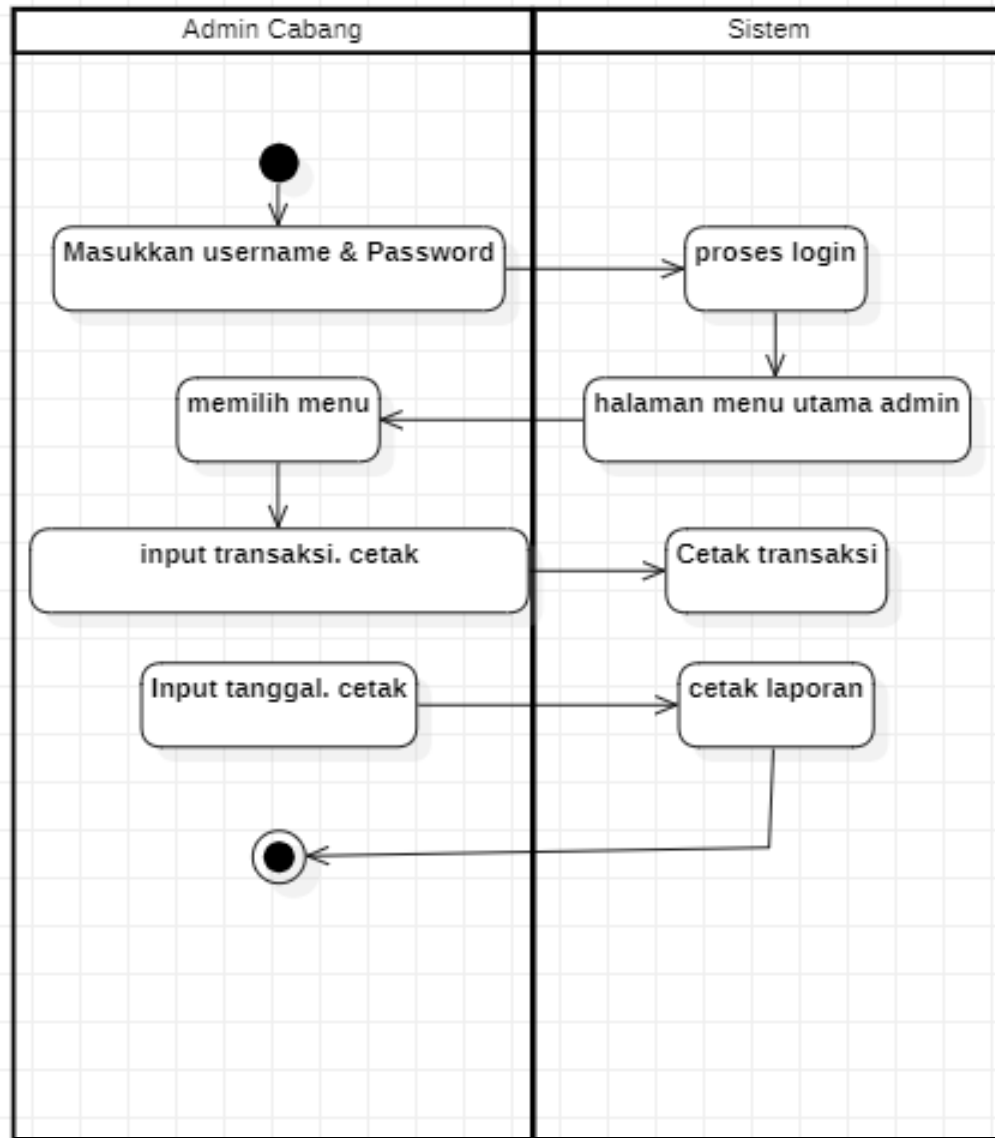 Admin Cabang
Sistem
Masukkan username & Password
proses login
memilih menu
halaman menu utama admin
input transaksi. cetak
Cetak transaksi
Input tanggal. cetak
cetak laporan